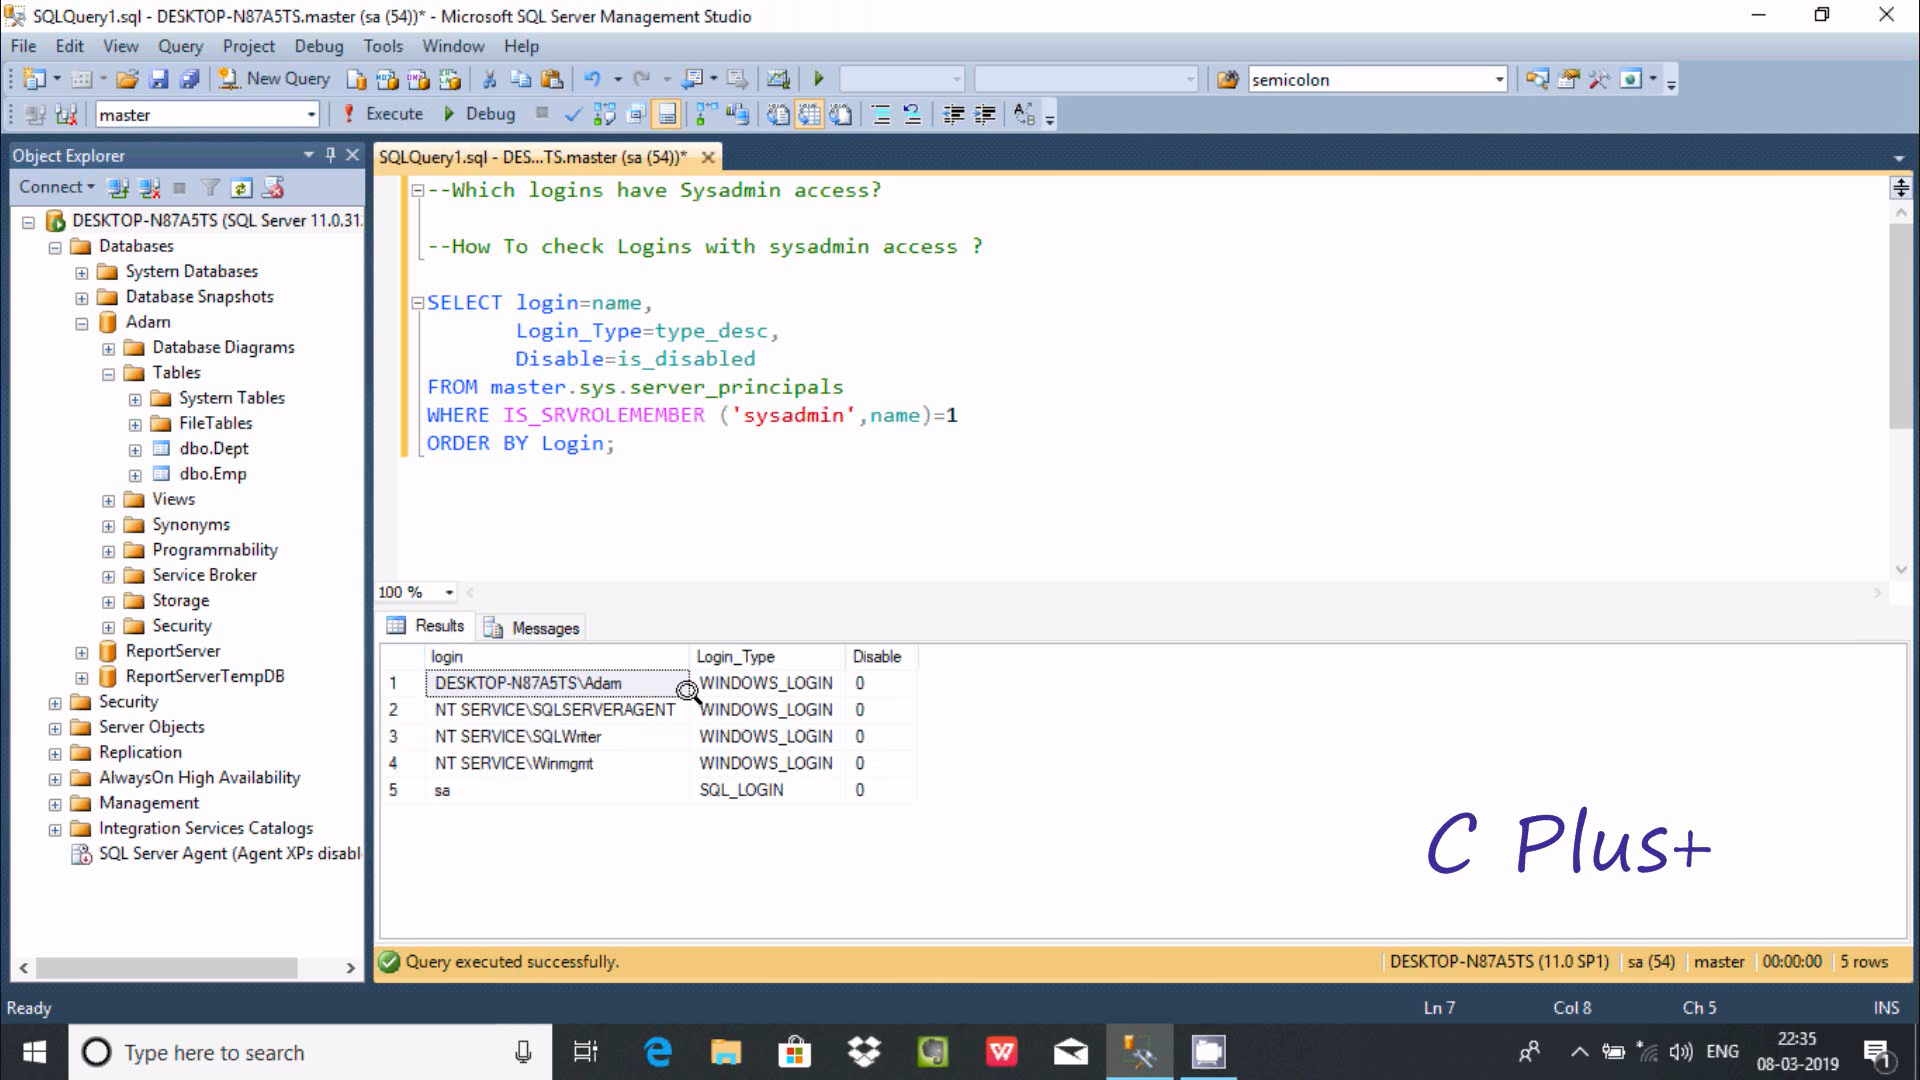 SQLQuery1.sql - DESKTOP-N87A5TS.master (sa (54))* - Microsoft SQL Server Management Studio
File Edit View Query Project Debug Tools Window Help
New Query semicolon
master Execute Debug
Object Explorer
Connect
DESKTOP-N87A5TS (SQL Server 11.0.31
Databases
System Databases
Database Snapshots
Adam
Database Diagrams
Tables
System Tables
FileTables
dbo.Dept
dbo.Emp
Views
Synonyms
Programmability
Service Broker
Storage
Security
ReportServer
ReportServerTempDB
Security
Server Objects
Replication
AlwaysOn High Availability
Management
Integration Services Catalogs
SQL Server Agent (Agent XPs disabl
SQLQuery1.sql - DES...TS.master (sa (54))*
--Which logins have Sysadmin access?
--How To check Logins with sysadmin access ?
SELECT login=name,
Login_Type=type_desc,
Disable=is_disabled
FROM master.sys.server_principals
WHERE IS_SRVROLEMEMBER ('sysadmin',name)=1
ORDER BY Login;
100 %
Results Messages
login Login_Type Disable
1 DESKTOP-N87A5TS\Adam WINDOWS_LOGIN 0
2 NT SERVICE\SQLSERVERAGENT WINDOWS_LOGIN 0
3 NT SERVICE\SQLWriter WINDOWS_LOGIN 0
4 NT SERVICE\Winmgmt WINDOWS_LOGIN 0
5 sa SQL_LOGIN 0
C Plus+
Query executed successfully. DESKTOP-N87A5TS (11.0 SP1) sa (54) master 00:00:00 5 rows
Ready Ln 7 Col 8 Ch 5 INS
Type here to search ENG 22:35
08-03-2019 1